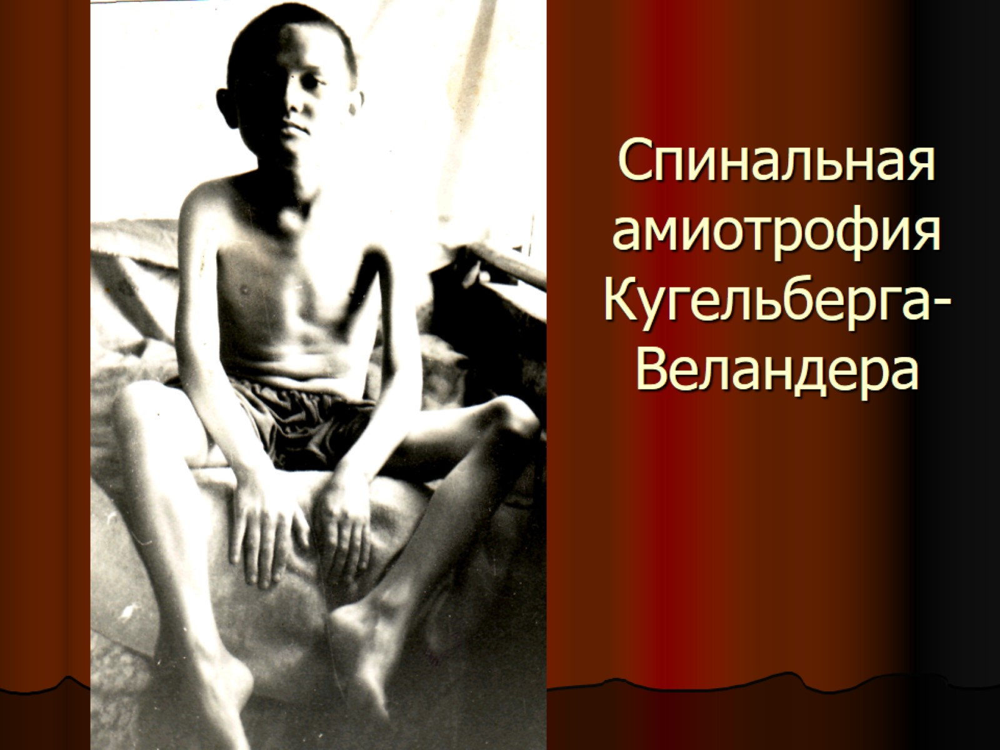 Спинальная
амиотрофия
Кугельберга-
Веландера